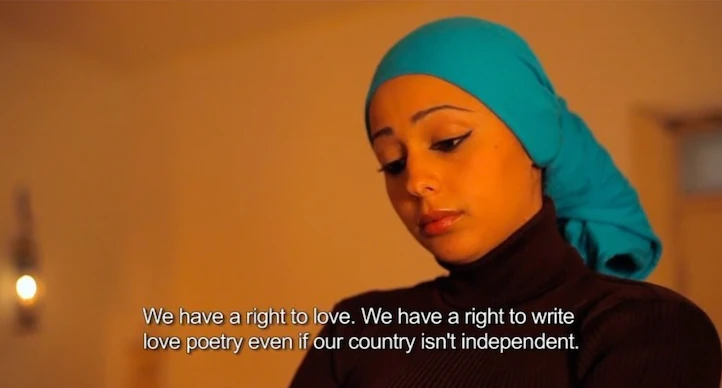 We have a right to love. We have a right to write
love poetry even if our country isn't independent.